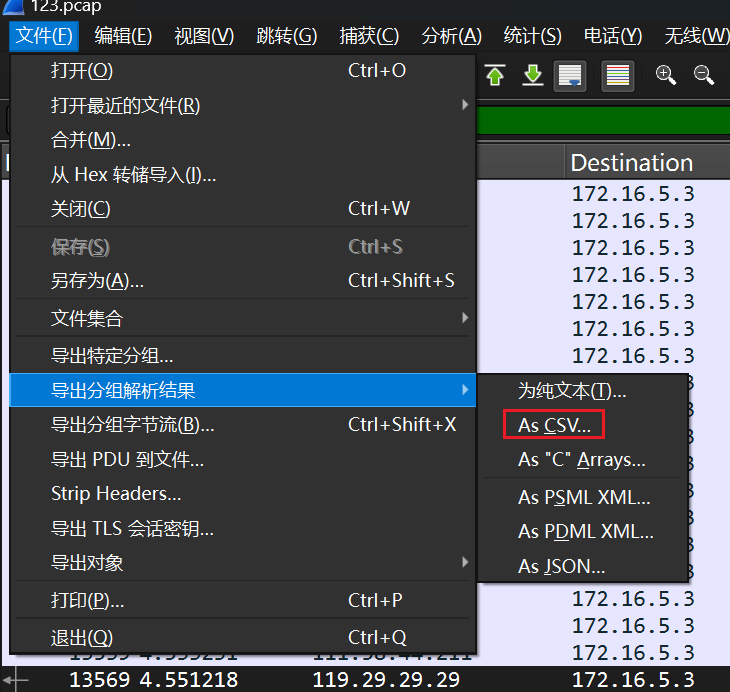 123.pcap
文件(F) 编辑(E) 视图(V) 跳转(G) 捕获(C) 分析(A) 统计(S) 电话(Y) 无线(W)
打开(O) Ctrl+O
打开最近的文件(R)
合并(M)...
从 Hex 转储导入(I)...
关闭(C) Ctrl+W
保存(S) Ctrl+S
另存为(A)... Ctrl+Shift+S
文件集合
导出特定分组...
导出分组解析结果
导出分组字节流(B)... Ctrl+Shift+X
导出 PDU 到文件...
Strip Headers...
导出 TLS 会话密钥...
导出对象
打印(P)... Ctrl+P
退出(Q) Ctrl+Q
为纯文本(T)...
As CSV...
As "C" Arrays...
As PSML XML...
As PDML XML...
As JSON...
Destination
172.16.5.3
172.16.5.3
172.16.5.3
172.16.5.3
172.16.5.3
172.16.5.3
172.16.5.3
172.16.5.3
172.16.5.3
172.16.5.3
13569 4.551218 119.29.29.29 172.16.5.3